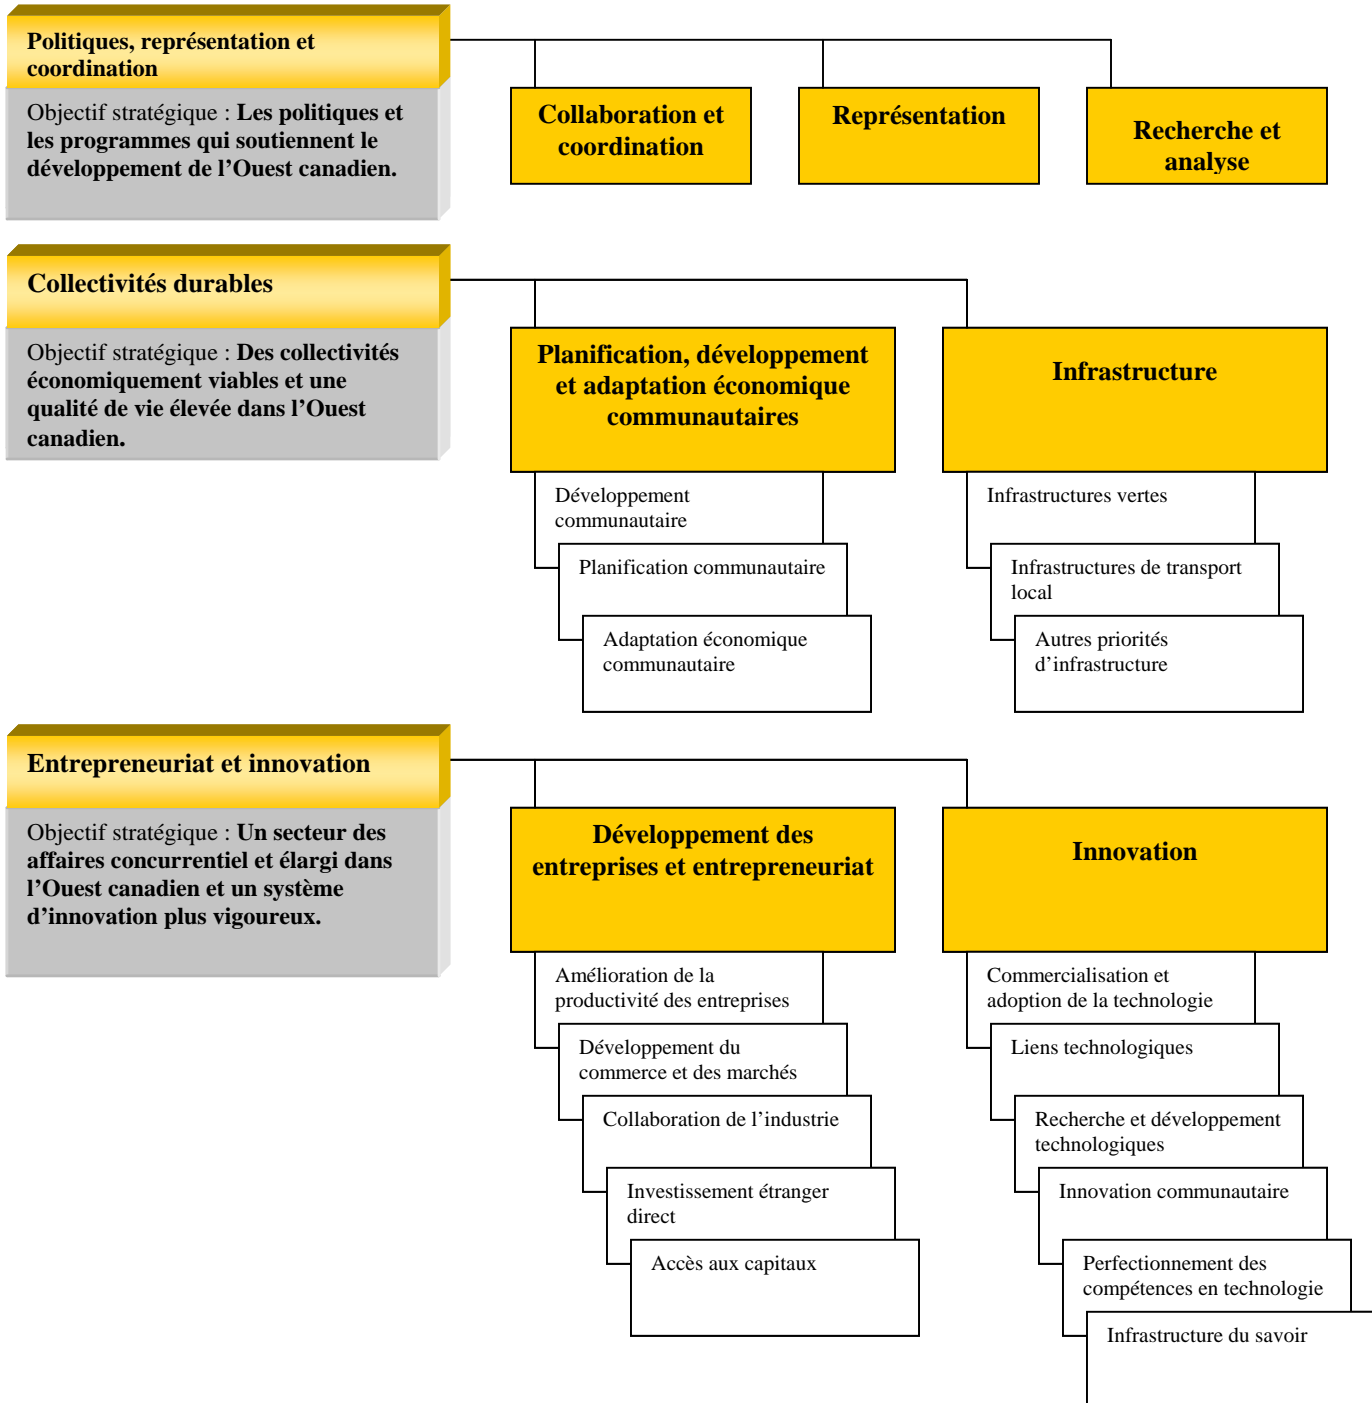 Politiques, représentation et
coordination
Objectif stratégique : Les politiques et
les programmes qui soutiennent le
développement de l’Ouest canadien.
Collaboration et
coordination
Représentation
Recherche et
analyse
Collectivités durables
Objectif stratégique : Des collectivités
économiquement viables et une
qualité de vie élevée dans l’Ouest
canadien.
Planification, développement
et adaptation économique
communautaires
Développement
communautaire
Planification communautaire
Adaptation économique
communautaire
Infrastructure
Infrastructures vertes
Infrastructures de transport
local
Autres priorités
d’infrastructure
Entrepreneuriat et innovation
Objectif stratégique : Un secteur des
affaires concurrentiel et élargi dans
l’Ouest canadien et un système
d’innovation plus vigoureux.
Développement des
entreprises et entrepreneuriat
Amélioration de la
productivité des entreprises
Développement du
commerce et des marchés
Collaboration de l’industrie
Investissement étranger
direct
Accès aux capitaux
Innovation
Commercialisation et
adoption de la technologie
Liens technologiques
Recherche et développement
technologiques
Innovation communautaire
Perfectionnement des
compétences en technologie
Infrastructure du savoir